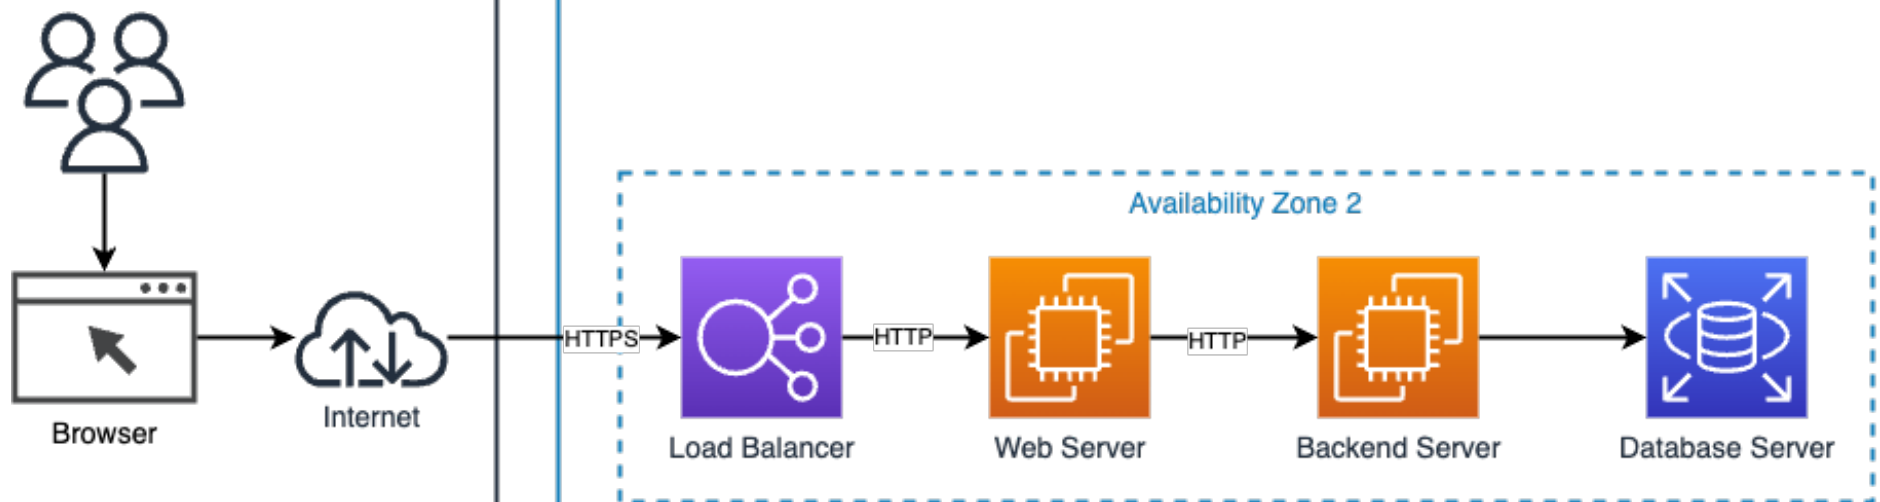 Availability Zone 2
HTTPS
HTTP
HTTP
Browser
Internet
Load Balancer
Web Server
Backend Server
Database Server